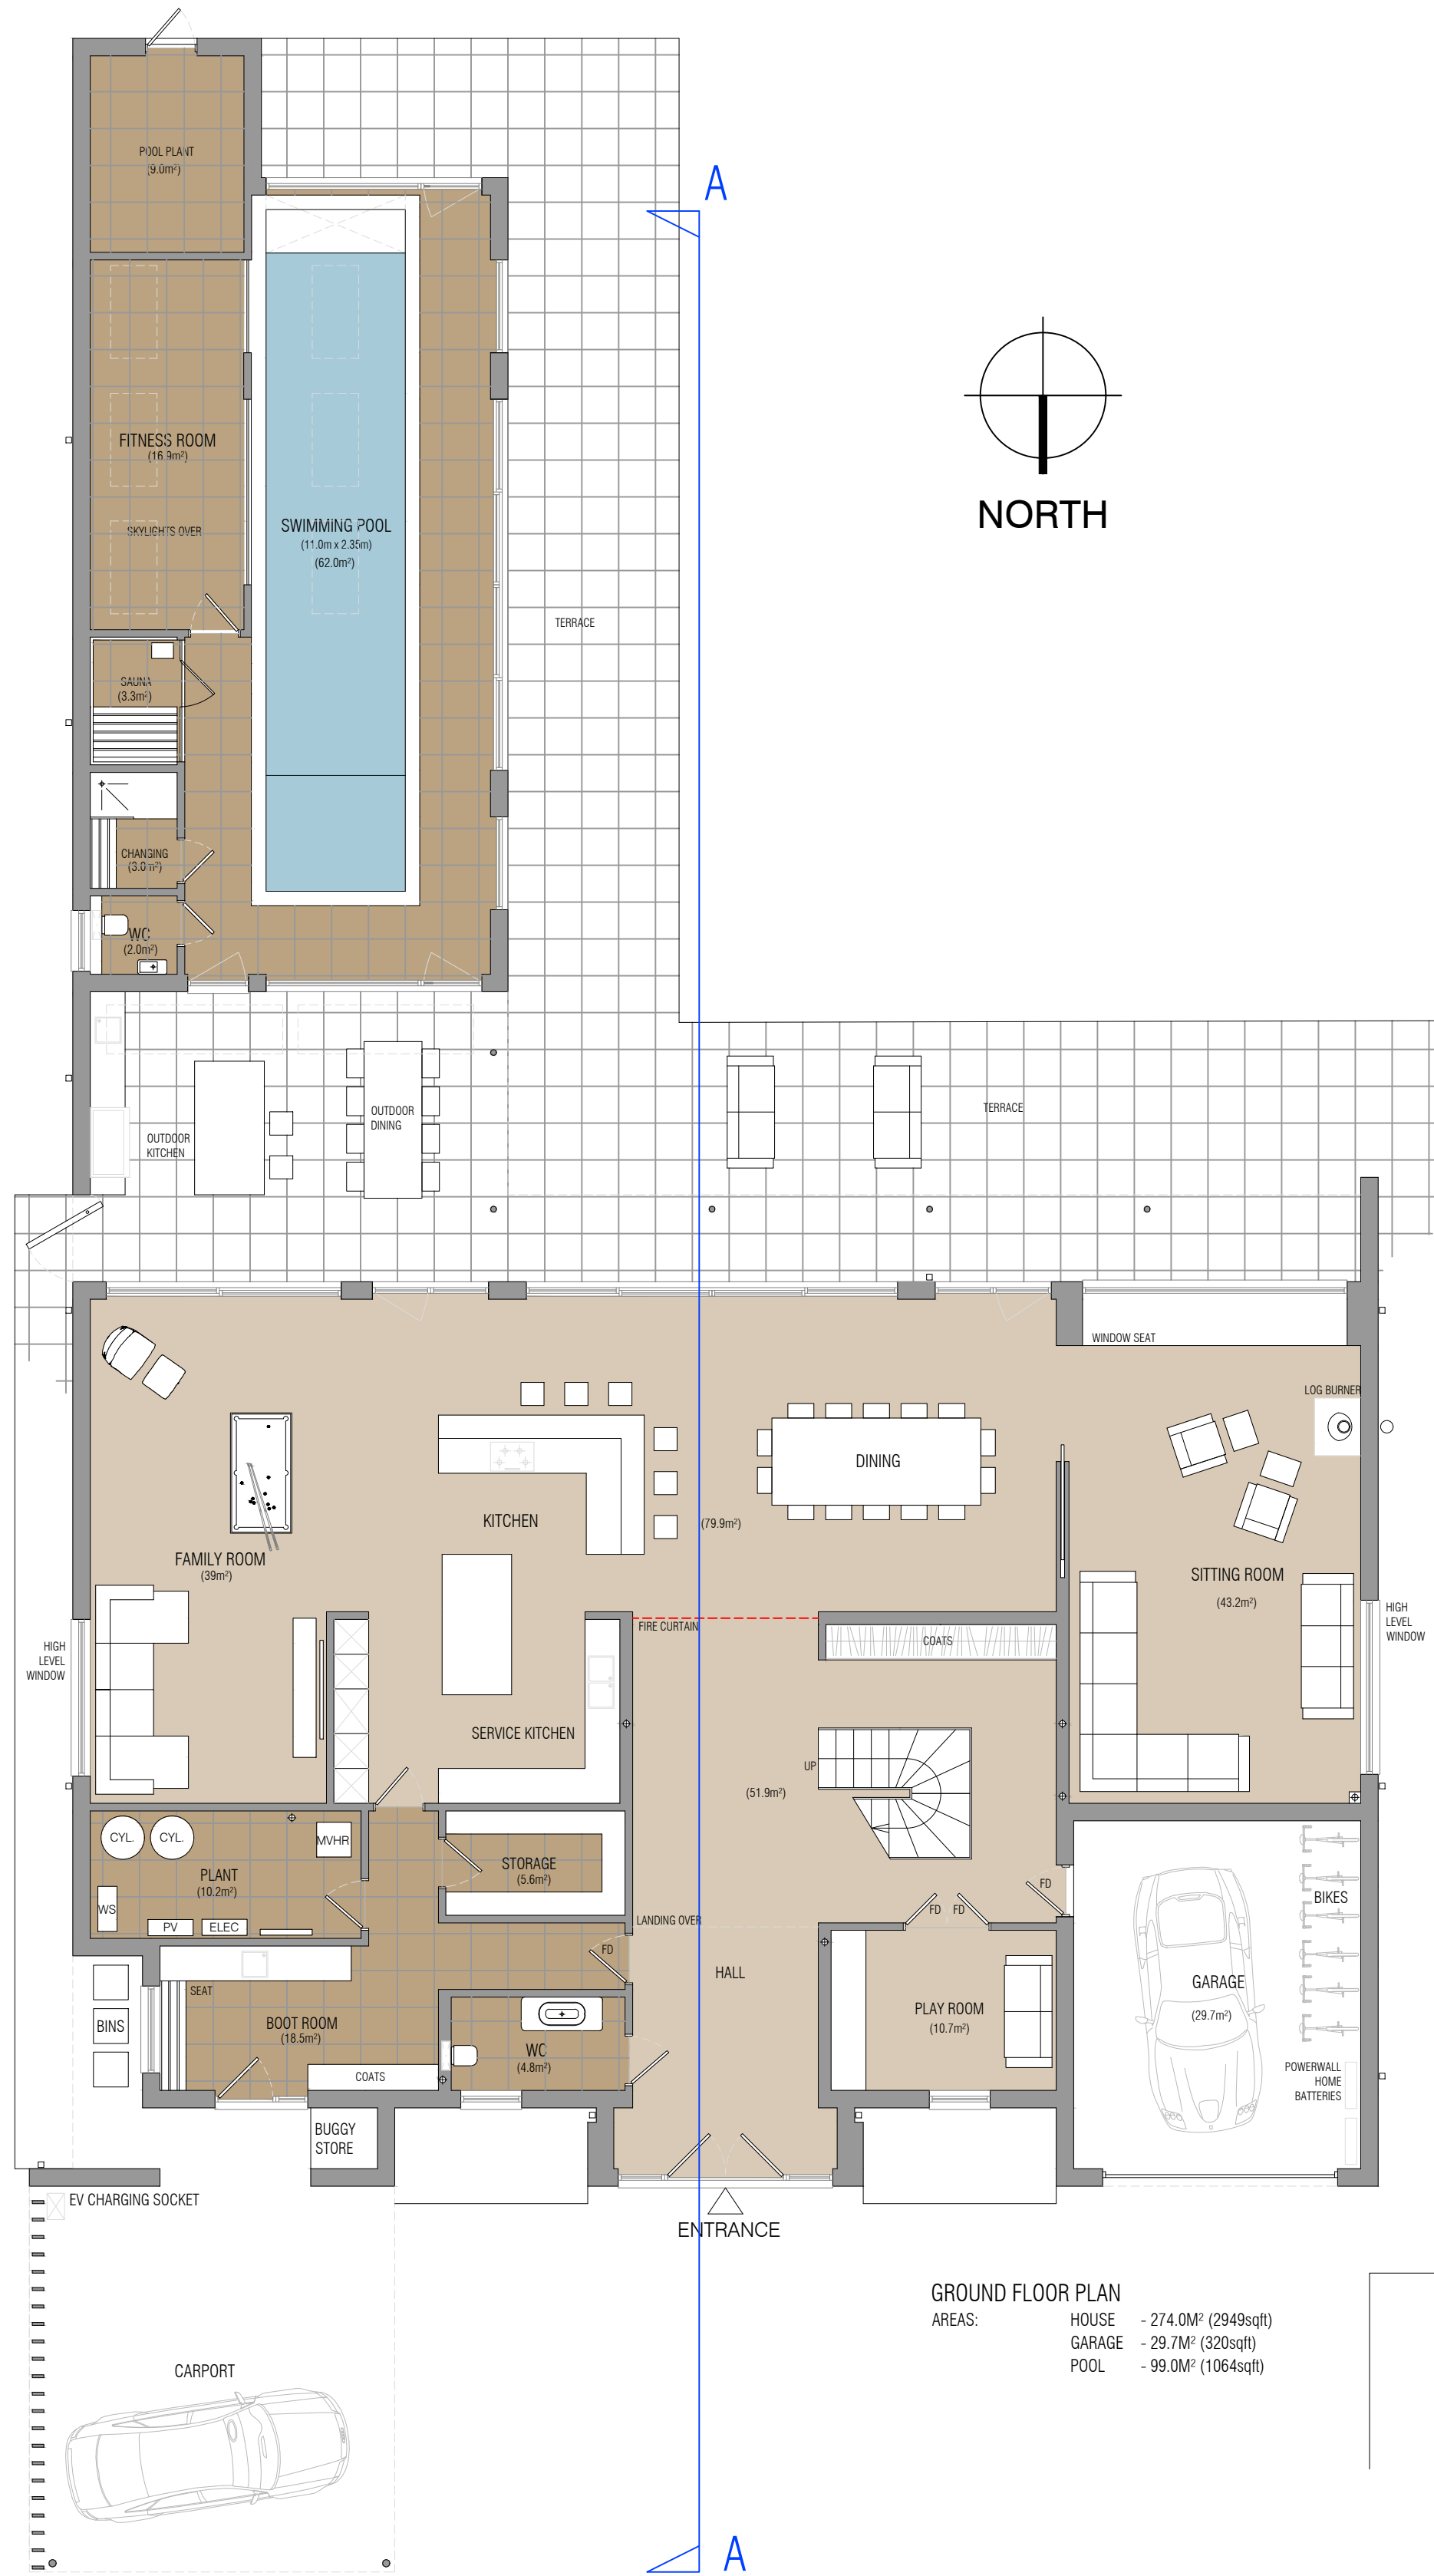 A
POOL PLANT
(9.0m²)
NORTH
FITNESS ROOM
(16.9m²)
SKYLIGHTS OVER
SWIMMING POOL
(11.0m x 2.35m)
(62.0m²)
TERRACE
SAUNA
(3.3m²)
CHANGING
(3.0m²)
WC
(2.0m²)
OUTDOOR
KITCHEN
OUTDOOR
DINING
TERRACE
WINDOW SEAT
LOG BURNER
DINING
KITCHEN
(79.9m²)
FAMILY ROOM
(39m²)
SITTING ROOM
(43.2m²)
HIGH
LEVEL
WINDOW
FIRE CURTAIN
COATS
HIGH
LEVEL
WINDOW
SERVICE KITCHEN
UP
(51.9m²)
CYL.
CYL.
MVHR
PLANT
(10.2m²)
WS
PV
ELEC
STORAGE
(5.6m²)
LANDING OVER
FD
FD
FD
FD
BIKES
HALL
SEAT
BINS
BOOT ROOM
(18.5m²)
COATS
WC
(4.8m²)
PLAY ROOM
(10.7m²)
GARAGE
(29.7m²)
POWERWALL
HOME
BATTERIES
BUGGY
STORE
EV CHARGING SOCKET
ENTRANCE
GROUND FLOOR PLAN
AREAS: HOUSE - 274.0M² (2949sqft)
GARAGE - 29.7M² (320sqft)
POOL - 99.0M² (1064sqft)
CARPORT
A